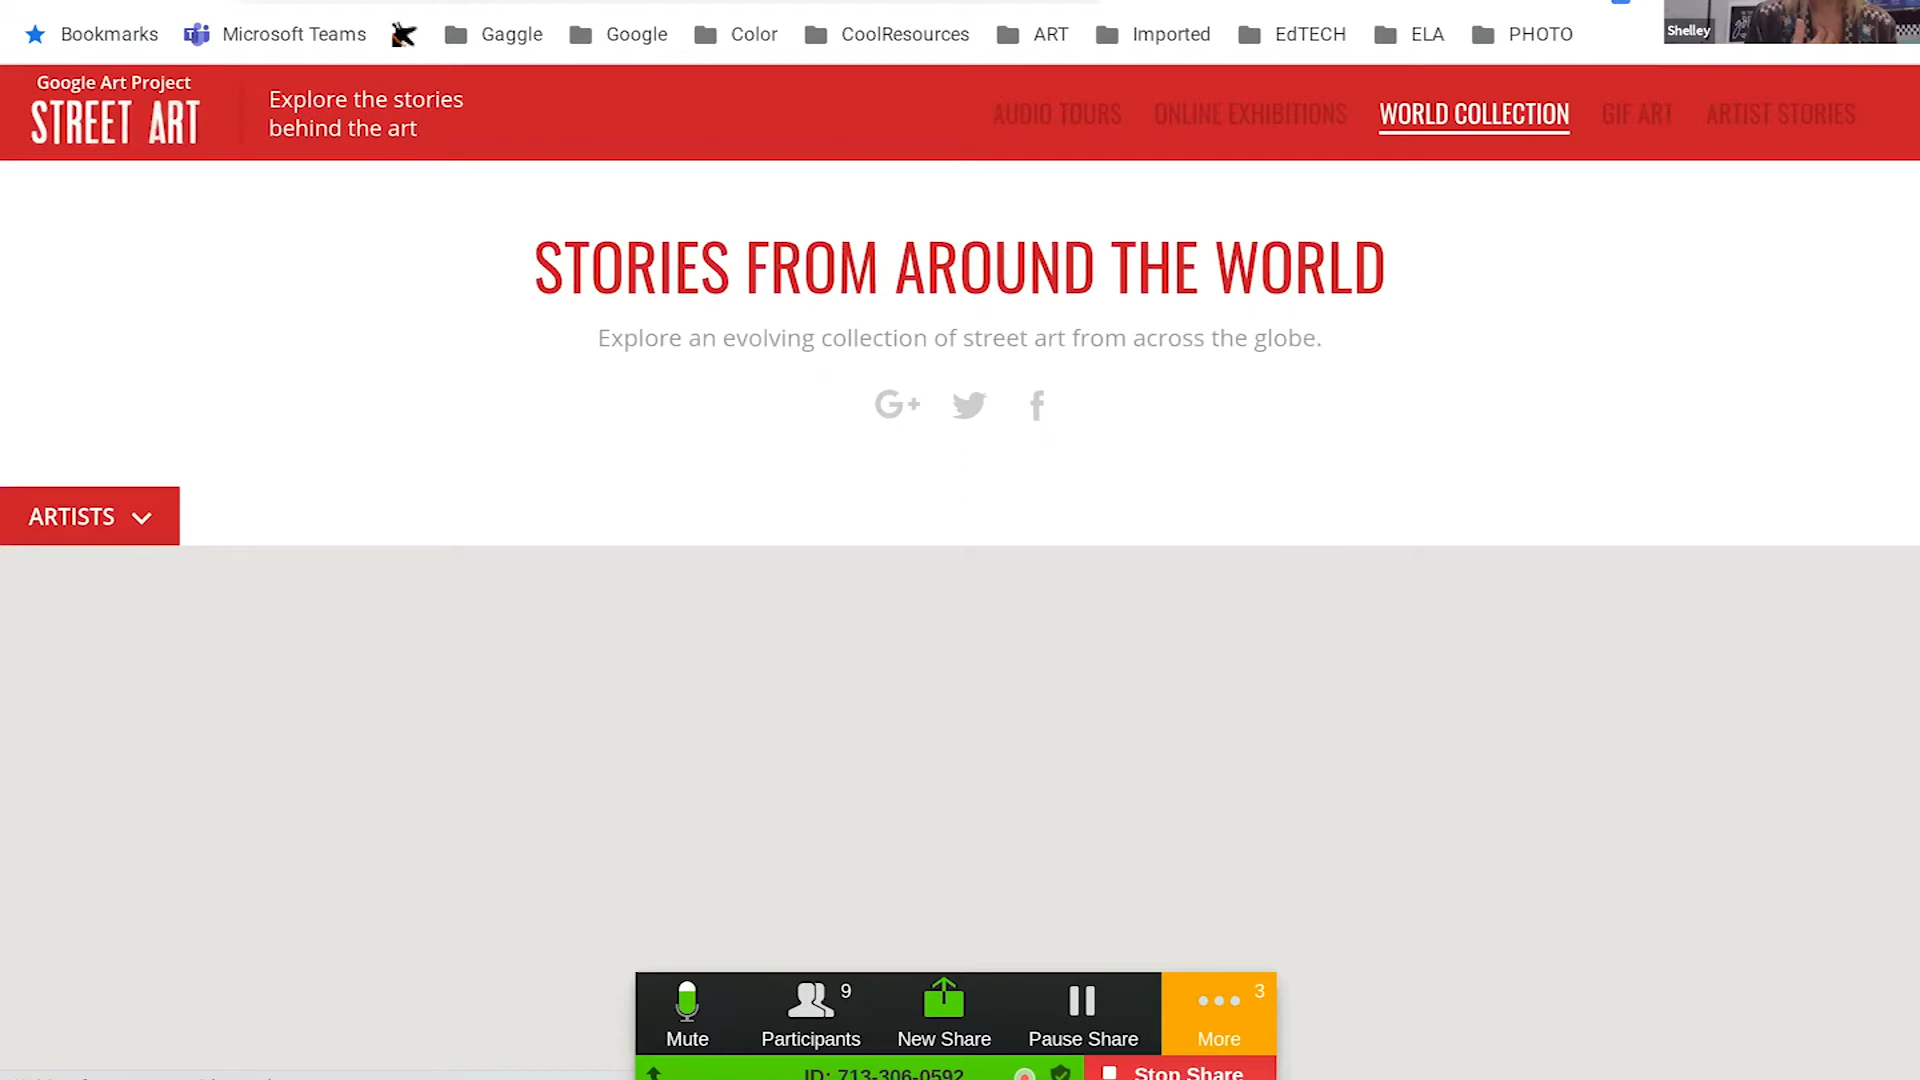 Bookmarks Microsoft Teams Gaggle Google Color CoolResources ART Imported EdTECH ELA PHOTO
Shelley
Google Art Project
STREET ART
Explore the stories
behind the art
AUDIO TOURS ONLINE EXHIBITIONS WORLD COLLECTION GIF ART ARTIST STORIES
STORIES FROM AROUND THE WORLD
Explore an evolving collection of street art from across the globe.
G+ f
ARTISTS
9 3
Mute Participants New Share Pause Share More
ID: 713-306-0592 Stop Share